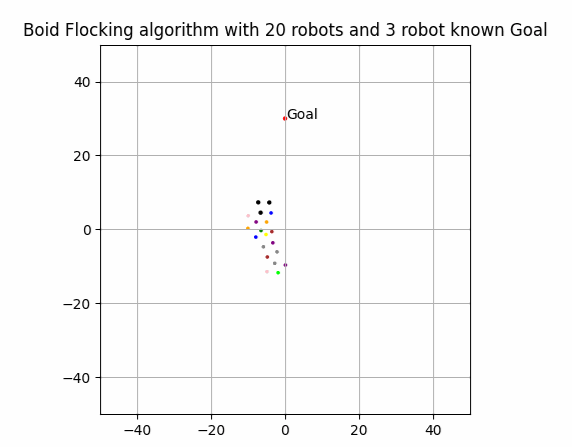 Boid Flocking algorithm with 20 robots and 3 robot known Goal
40
Goal
20
0
−20
−40
−40 −20 0 20 40